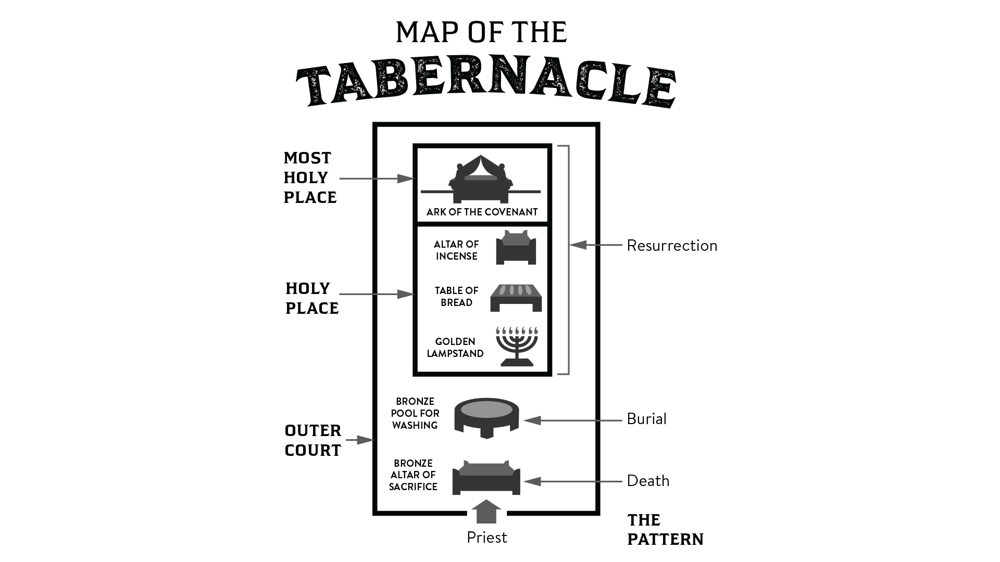 MAP OF THE
TABERNACLE
MOST
HOLY
PLACE
ARK OF THE COVENANT
ALTAR OF
INCENSE
Resurrection
HOLY
PLACE
TABLE OF
BREAD
GOLDEN
LAMPSTAND
BRONZE
POOL FOR
WASHING
Burial
OUTER
COURT
BRONZE
ALTAR OF
SACRIFICE
Death
Priest
THE
PATTERN